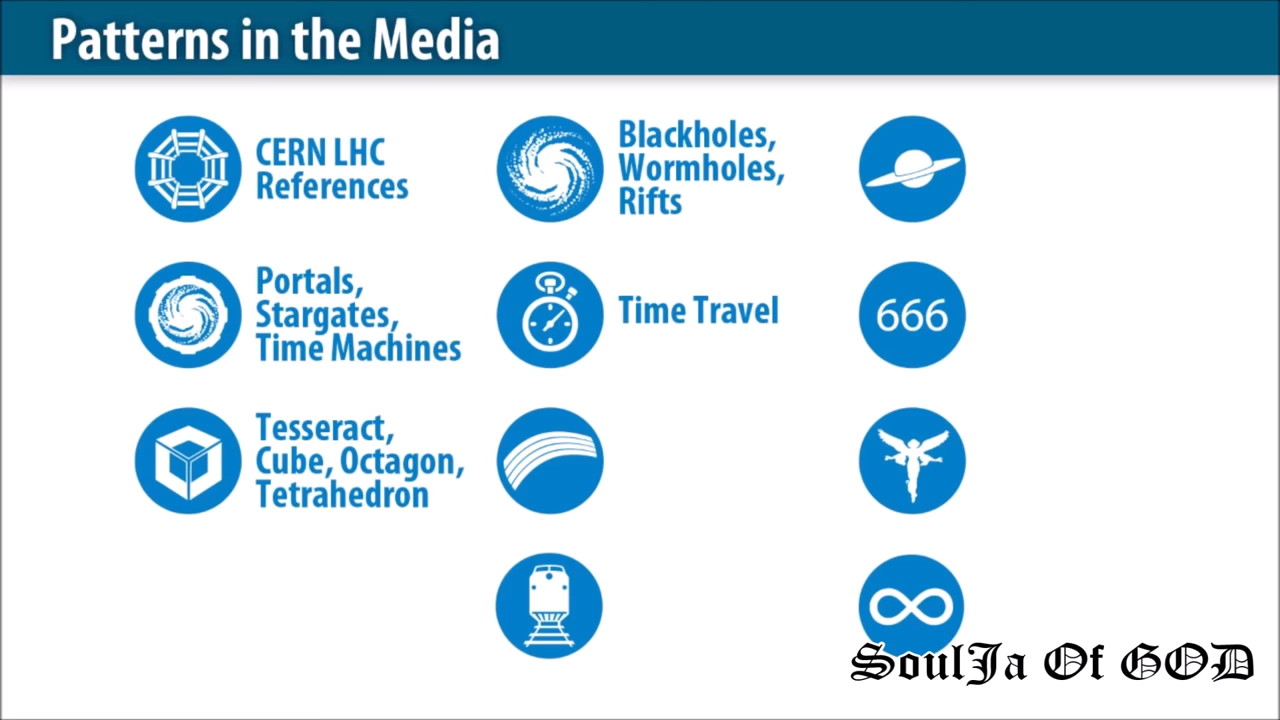 Patterns in the Media
CERN LHC
References
Blackholes,
Wormholes,
Rifts
Portals,
Stargates,
Time Machines
Time Travel
666
Tesseract,
Cube, Octagon,
Tetrahedron
SoulJa Of GOD